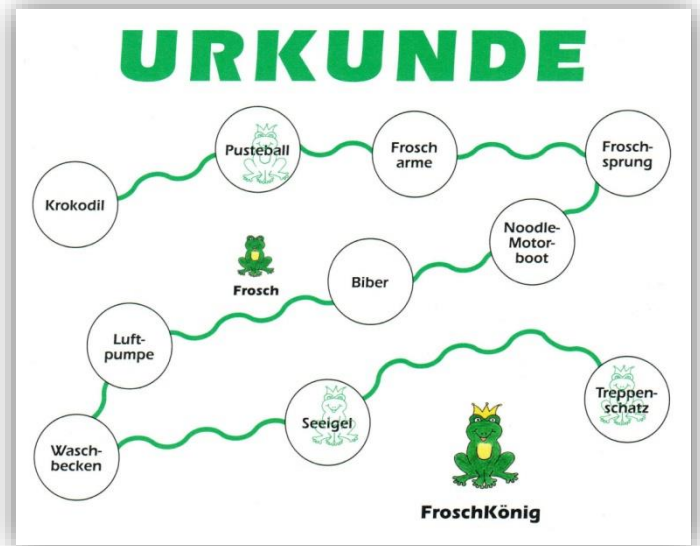 URKUNDE
Krokodil
Pusteball
Frosch
arme
Frosch-
sprung
Noodle-
Motor-
boot
Biber
Frosch
Luft-
pumpe
Wasch-
becken
Seeigel
Treppen-
schatz
FroschKönig